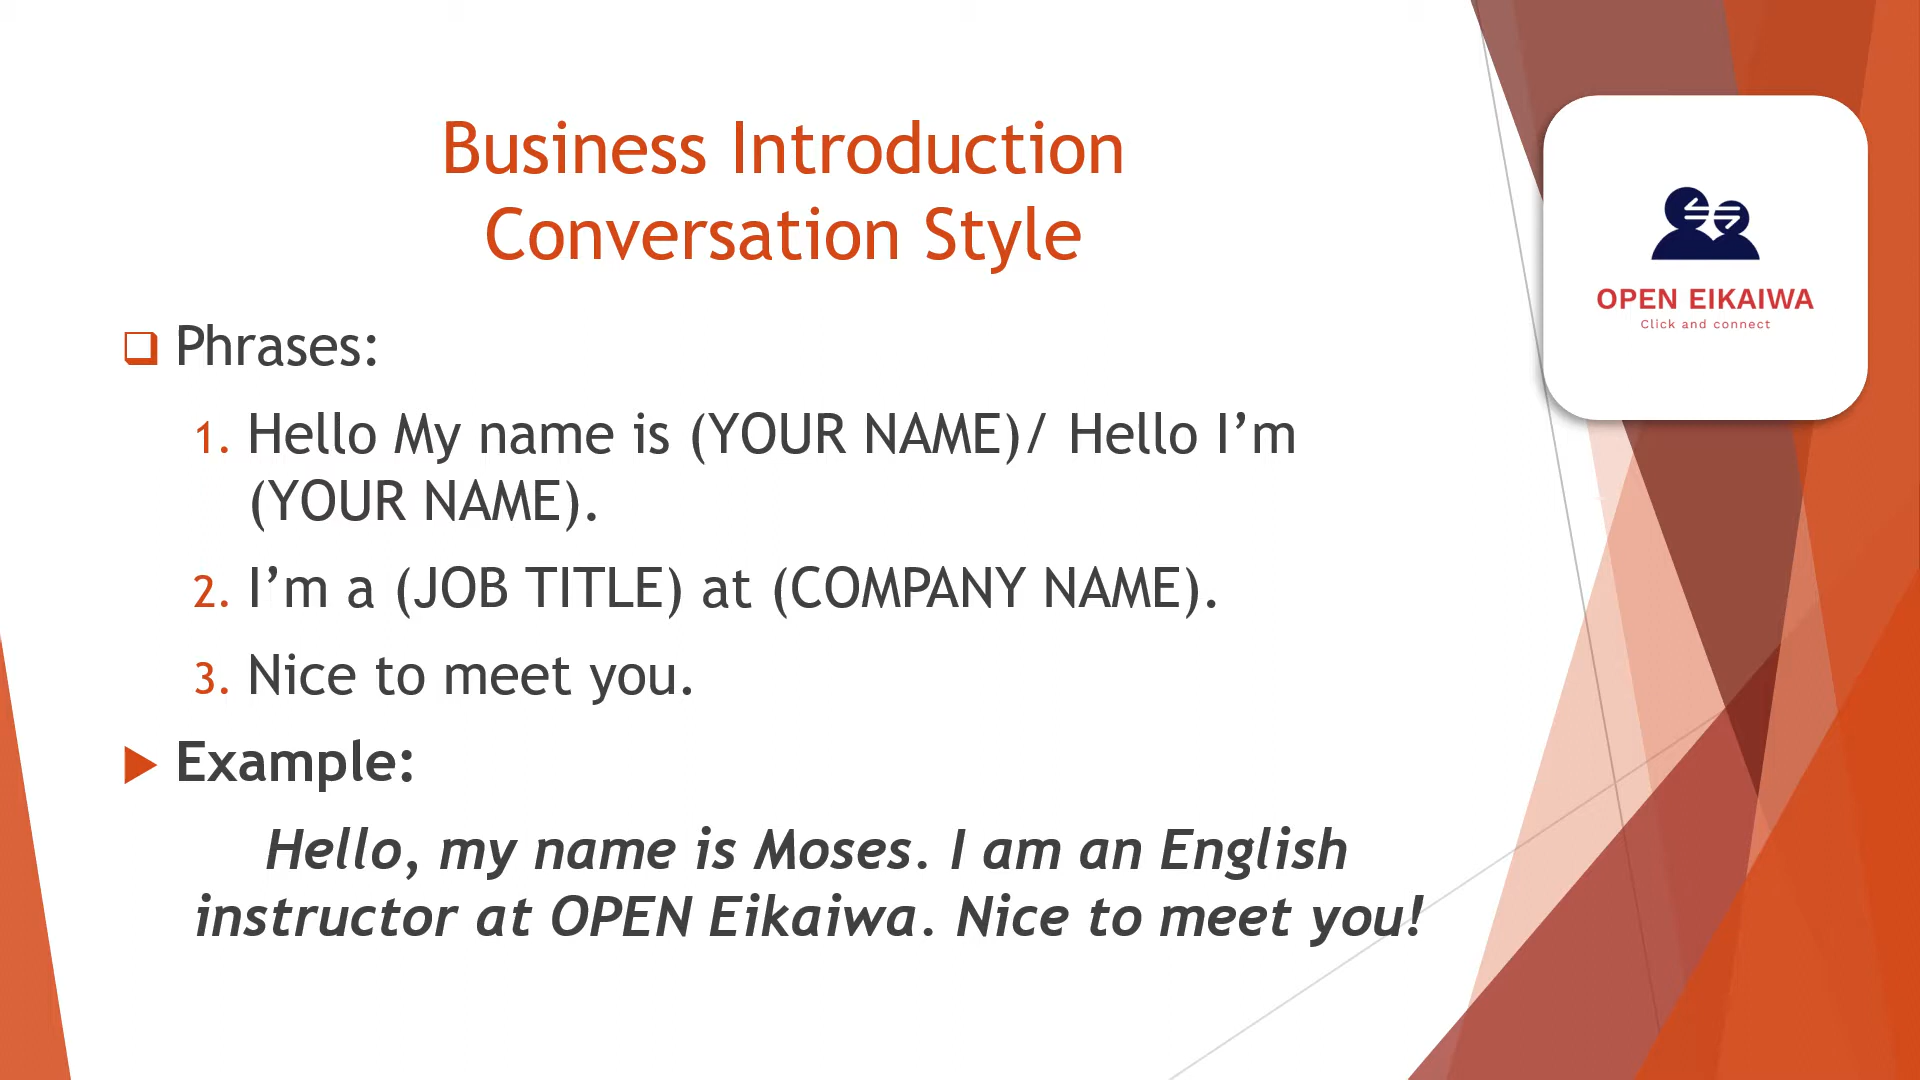 Business Introduction
Conversation Style
OPEN EIKAIWA
Click and connect
Phrases:
1. Hello My name is (YOUR NAME)/ Hello I’m
(YOUR NAME).
2. I’m a (JOB TITLE) at (COMPANY NAME).
3. Nice to meet you.
Example:
Hello, my name is Moses. I am an English
instructor at OPEN Eikaiwa. Nice to meet you!